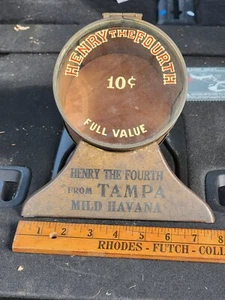 HENRY THE FOURTH
10¢
FULL VALUE
HENRY THE FOURTH
FROM TAMPA
MILD HAVANA
1 2 3 4 5 6 7 8
RHODES - FUTCH - COLL